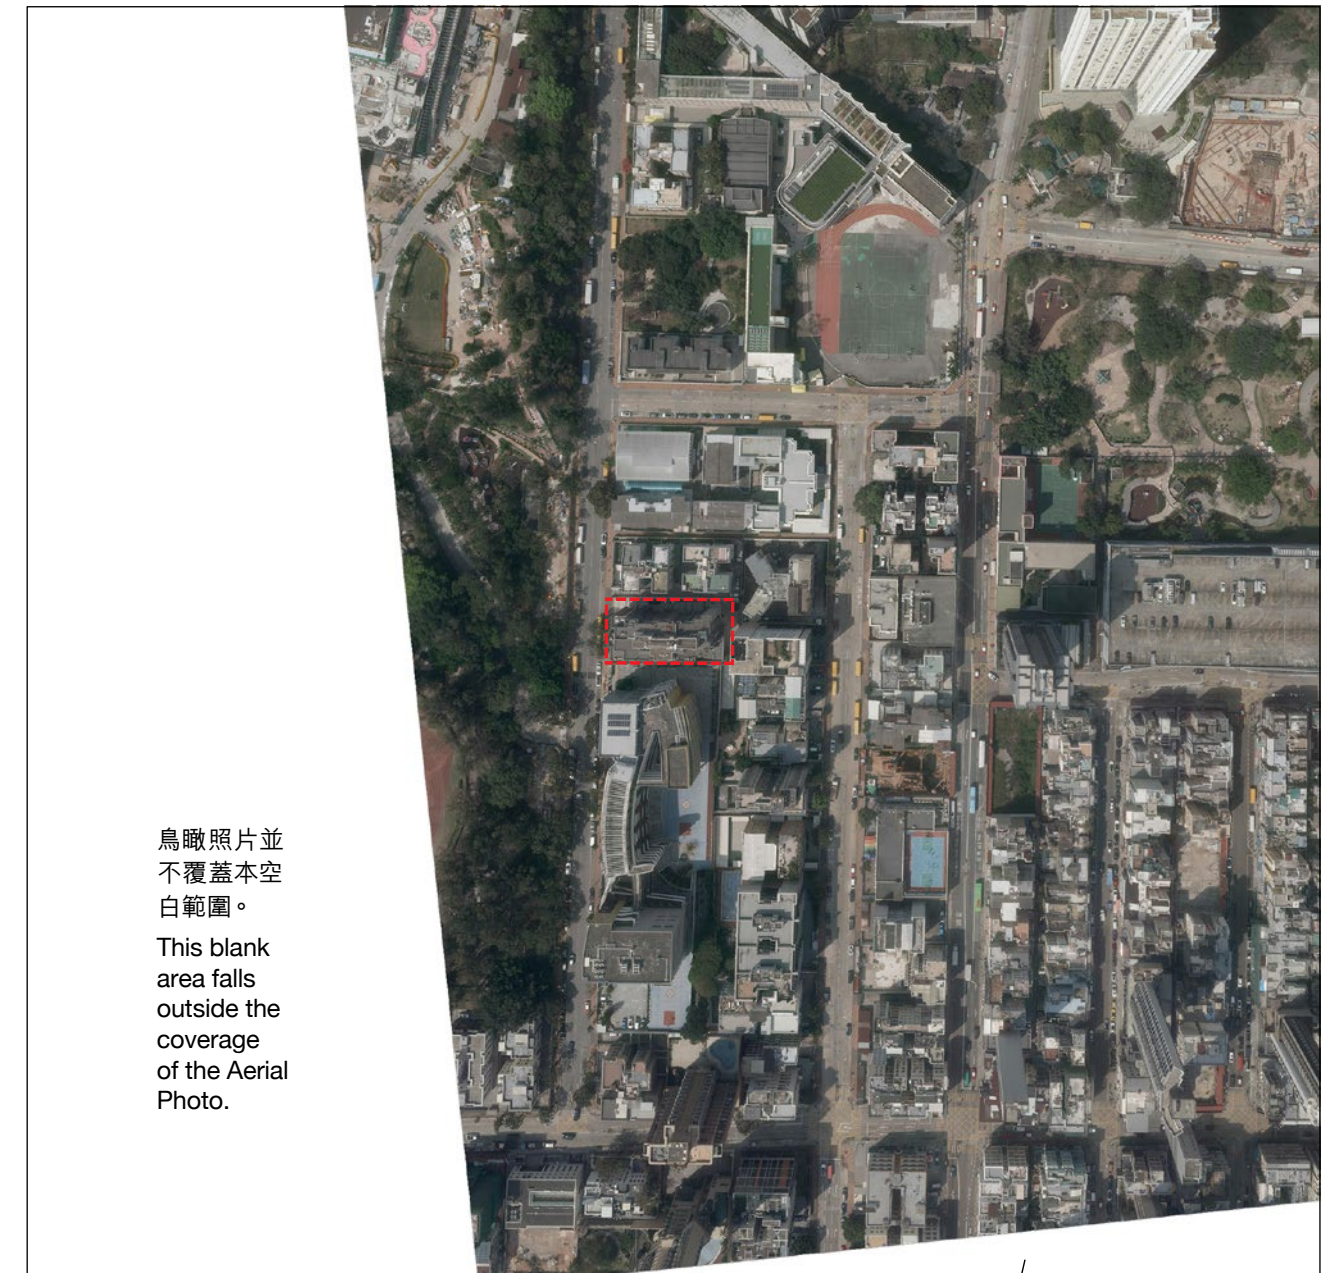 鳥瞰照片並
不覆蓋本空
白範圍。
This blank
area falls
outside the
coverage
of the Aerial
Photo.